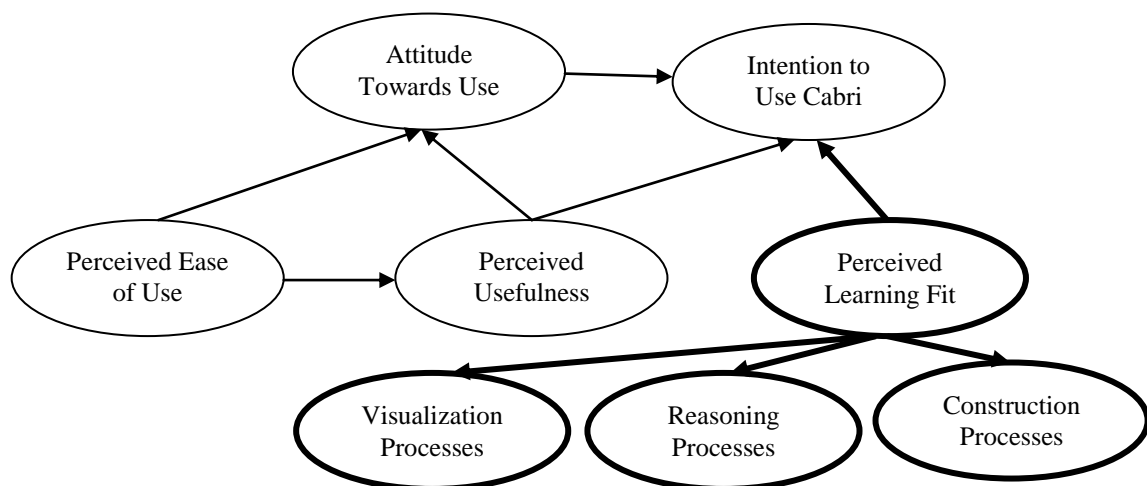 Attitude
Towards Use
Intention to
Use Cabri
Perceived Ease
of Use
Perceived
Usefulness
Perceived
Learning Fit
Visualization
Processes
Reasoning
Processes
Construction
Processes